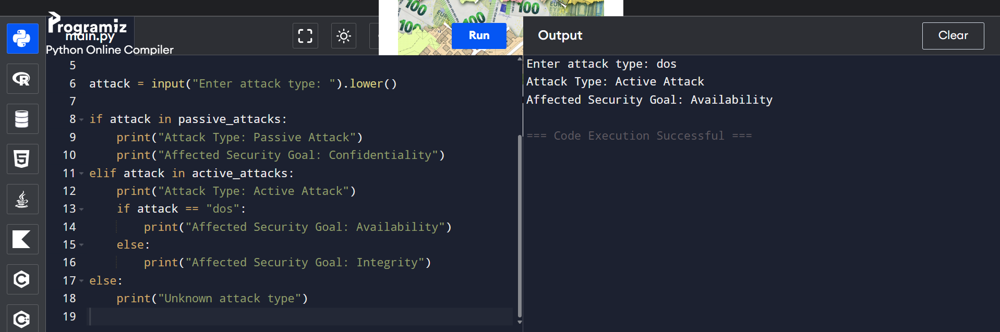 Programiz
main.py
Python Online Compiler
Run
Output
Clear
5
6 attack = input("Enter attack type: ").lower()
7
8 if attack in passive_attacks:
9 print("Attack Type: Passive Attack")
10 print("Affected Security Goal: Confidentiality")
11 elif attack in active_attacks:
12 print("Attack Type: Active Attack")
13 if attack == "dos":
14 print("Affected Security Goal: Availability")
15 else:
16 print("Affected Security Goal: Integrity")
17 else:
18 print("Unknown attack type")
19
Enter attack type: dos
Attack Type: Active Attack
Affected Security Goal: Availability
=== Code Execution Successful ===
100
100
100
100